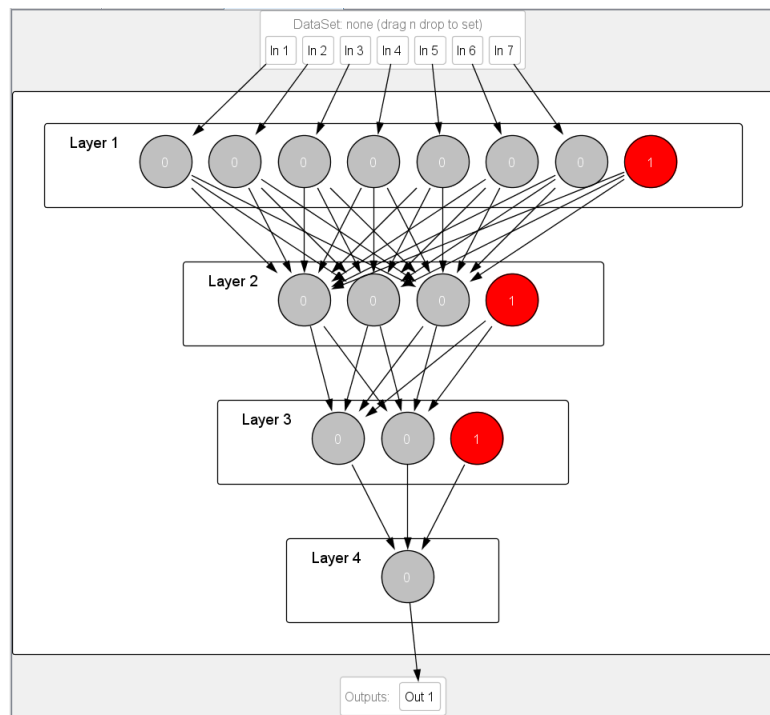 DataSet: none (drag n drop to set)
In 1 In 2 In 3 In 4 In 5 In 6 In 7
Layer 1
0 0 0 0 0 0 0 1
Layer 2
0 0 0 1
Layer 3
0 0 1
Layer 4
0
Outputs: Out 1